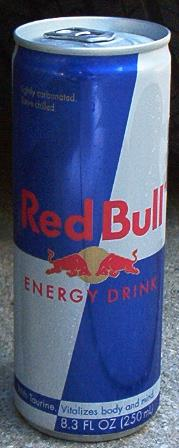 lightly carbonated.
Serve chilled.
Red Bull
ENERGY DRINK
With Taurine. Vitalizes body and mind.
8.3 FL OZ (250 mL)